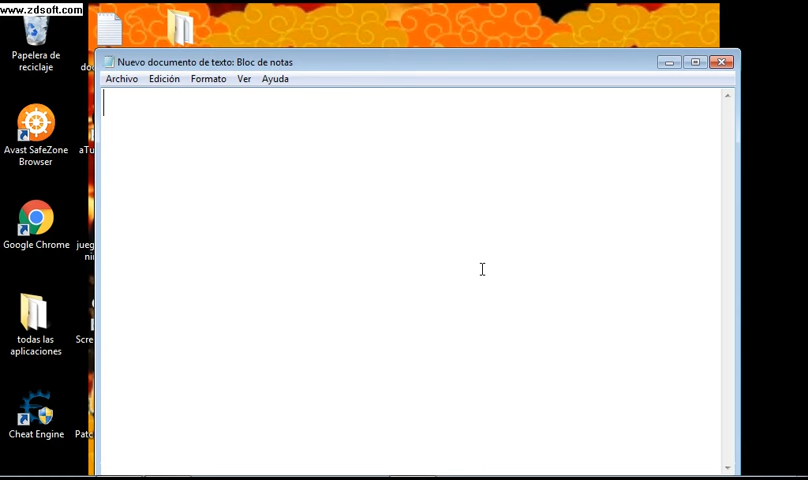 www.zdsoft.com
Papelera de
reciclaje
Nuevo documento de texto: Bloc de notas
Archivo Edición Formato Ver Ayuda
Avast SafeZone
Browser
Google Chrome
todas las
aplicaciones
Cheat Engine